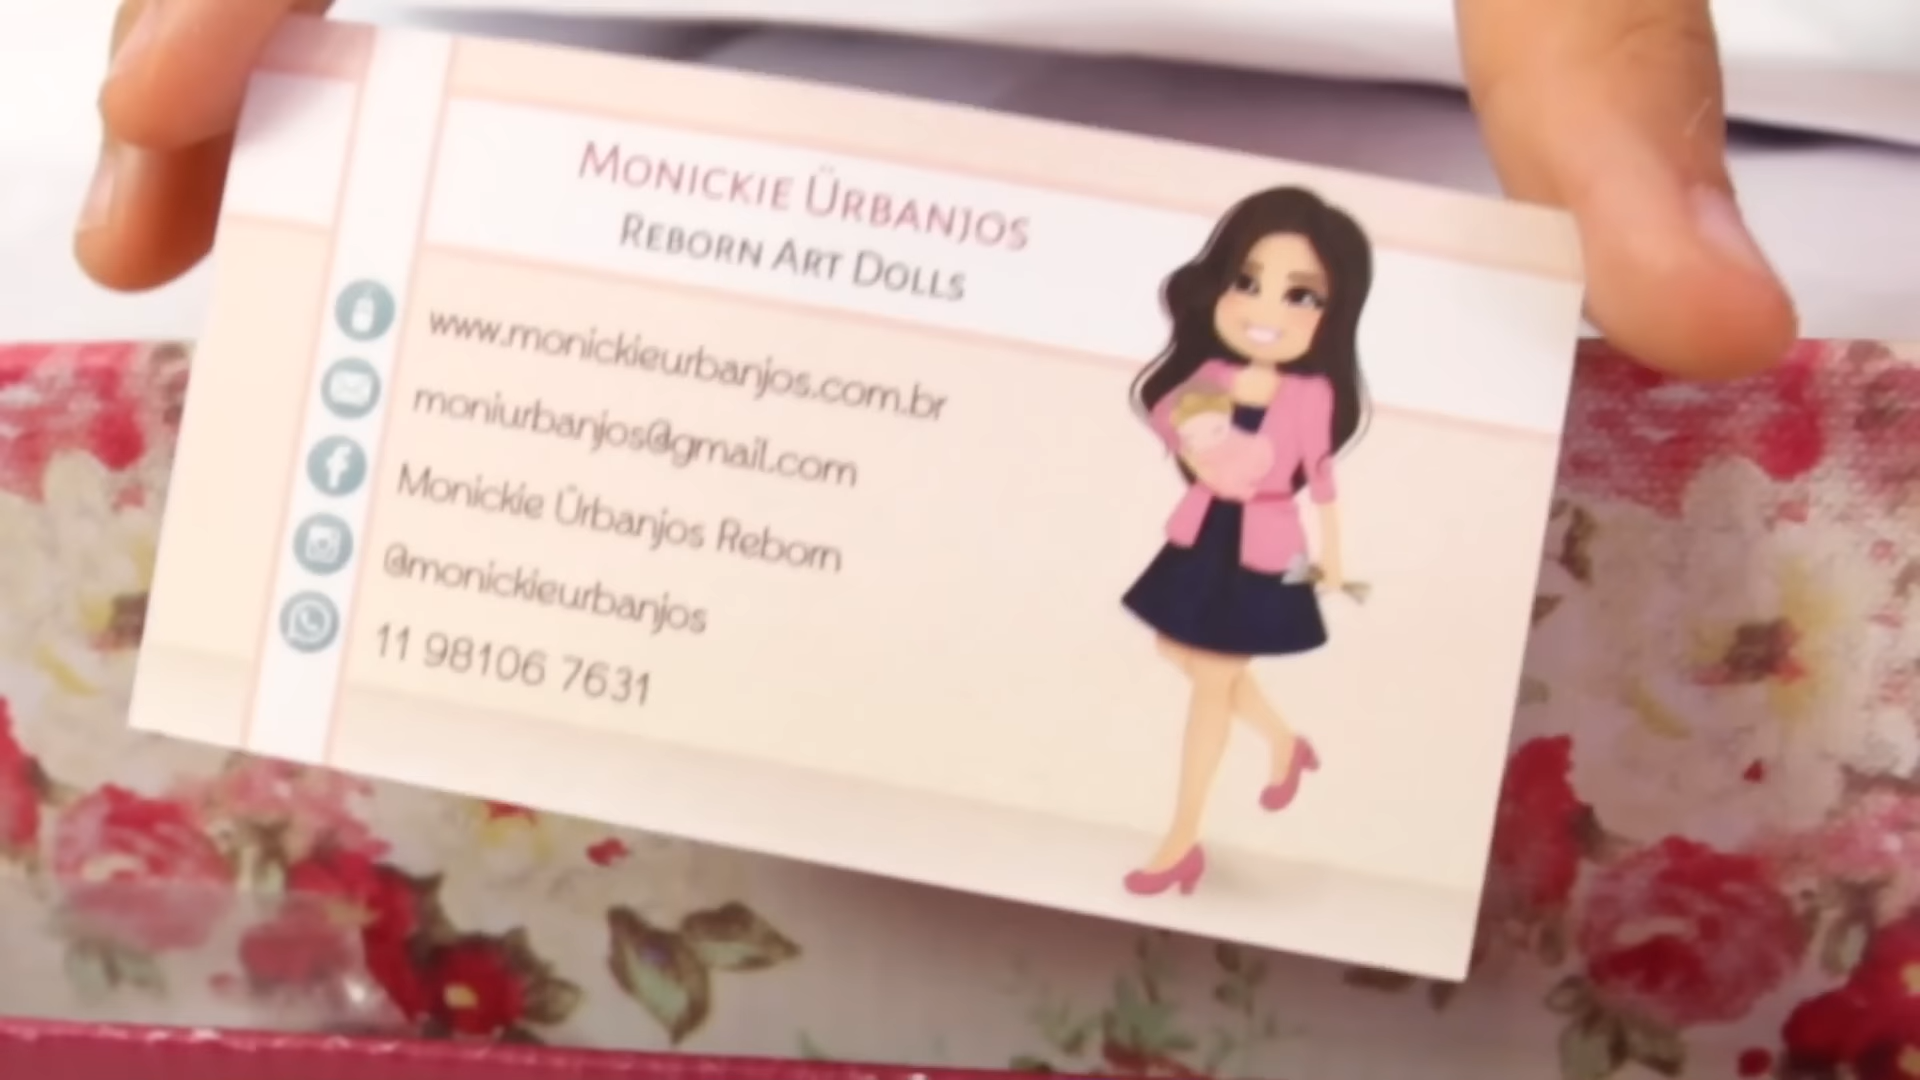 Monickie Ürbanjos
Reborn Art Dolls
www.monickieurbanjos.com.br
moniurbanjos@gmail.com
Monickie Ürbanjos Reborn
@monickieurbanjos
11 98106 7631